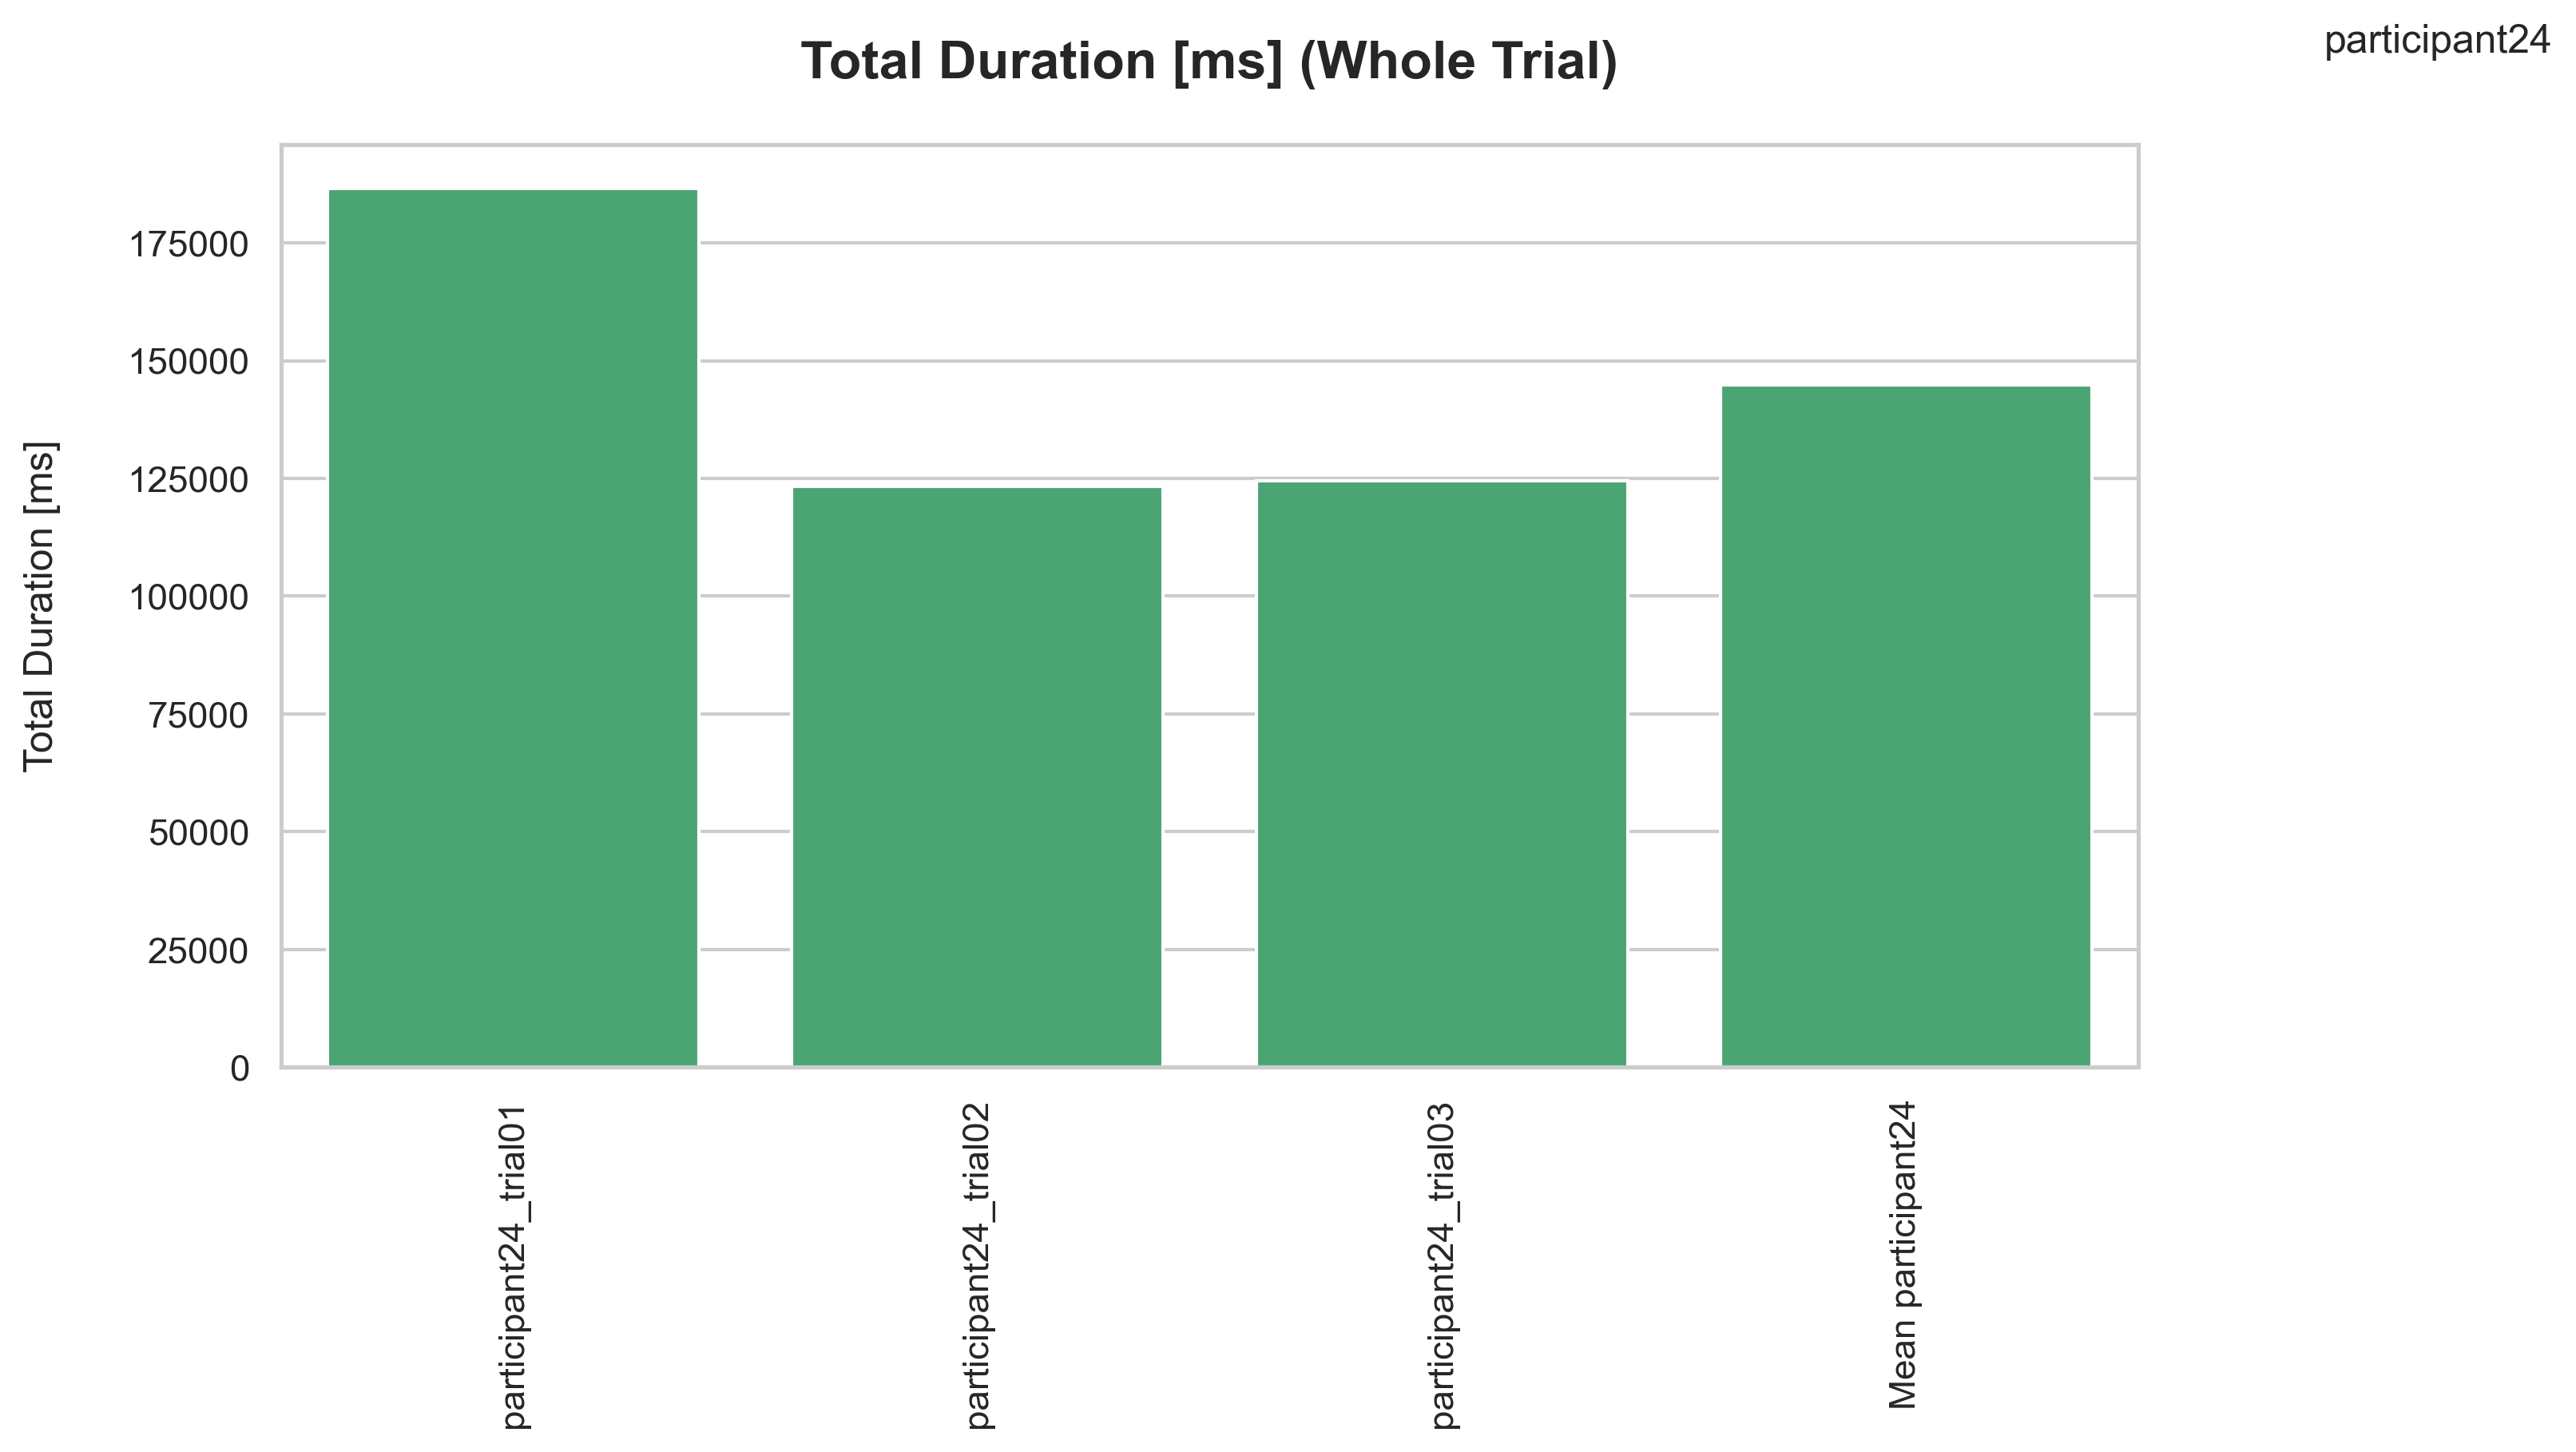 participant24
Total Duration [ms] (Whole Trial)
Total Duration [ms]
175000
150000
125000
100000
75000
50000
25000
0
participant24_trial01
participant24_trial02
participant24_trial03
Mean participant24